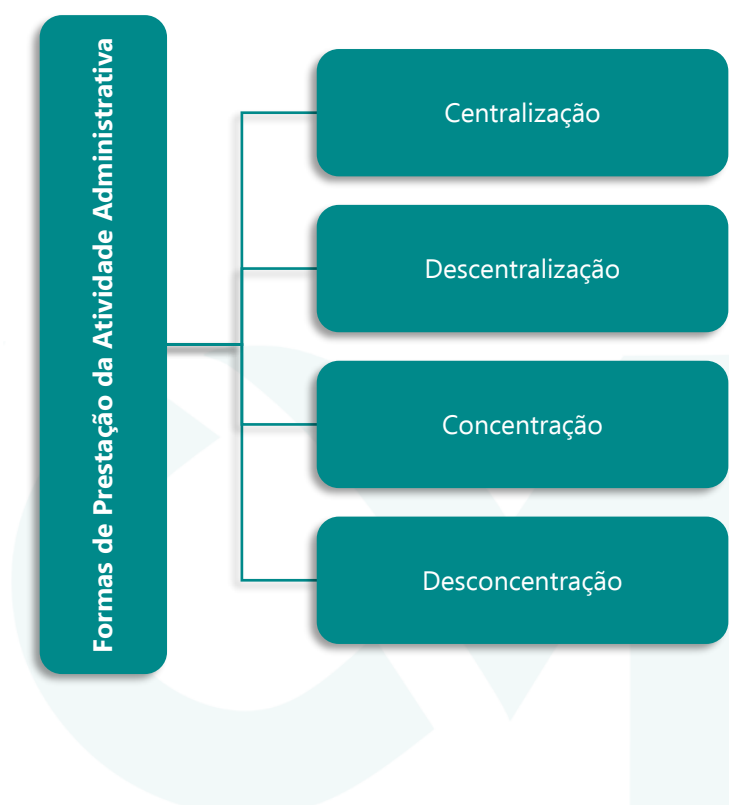 Formas de Prestação da Atividade Administrativa
Centralização
Descentralização
Concentração
Desconcentração